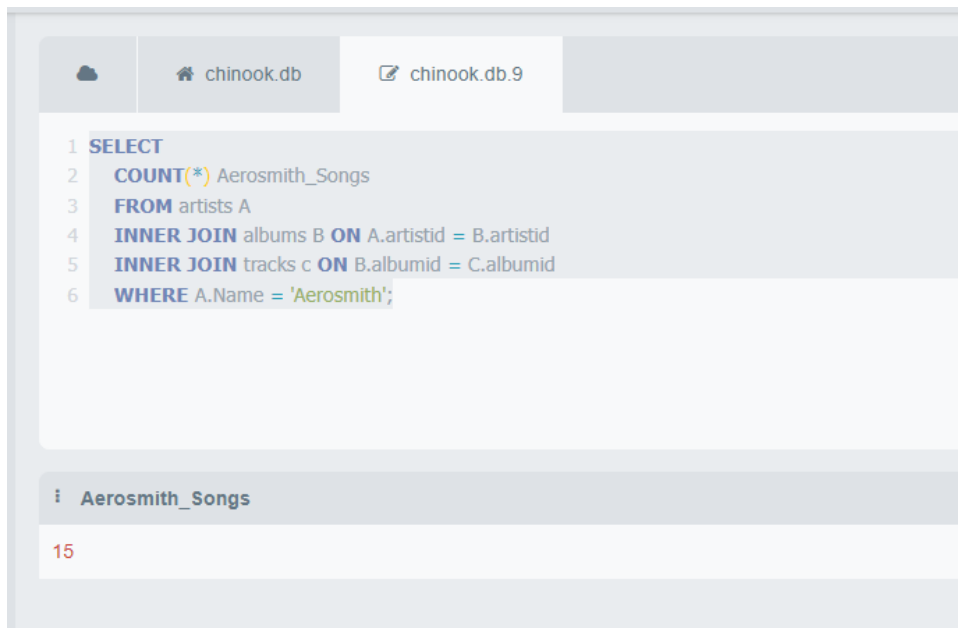 chinook.db chinook.db.9
1 SELECT
2 COUNT(*) Aerosmith_Songs
3 FROM artists A
4 INNER JOIN albums B ON A.artistid = B.artistid
5 INNER JOIN tracks c ON B.albumid = C.albumid
6 WHERE A.Name = 'Aerosmith';
Aerosmith_Songs
15